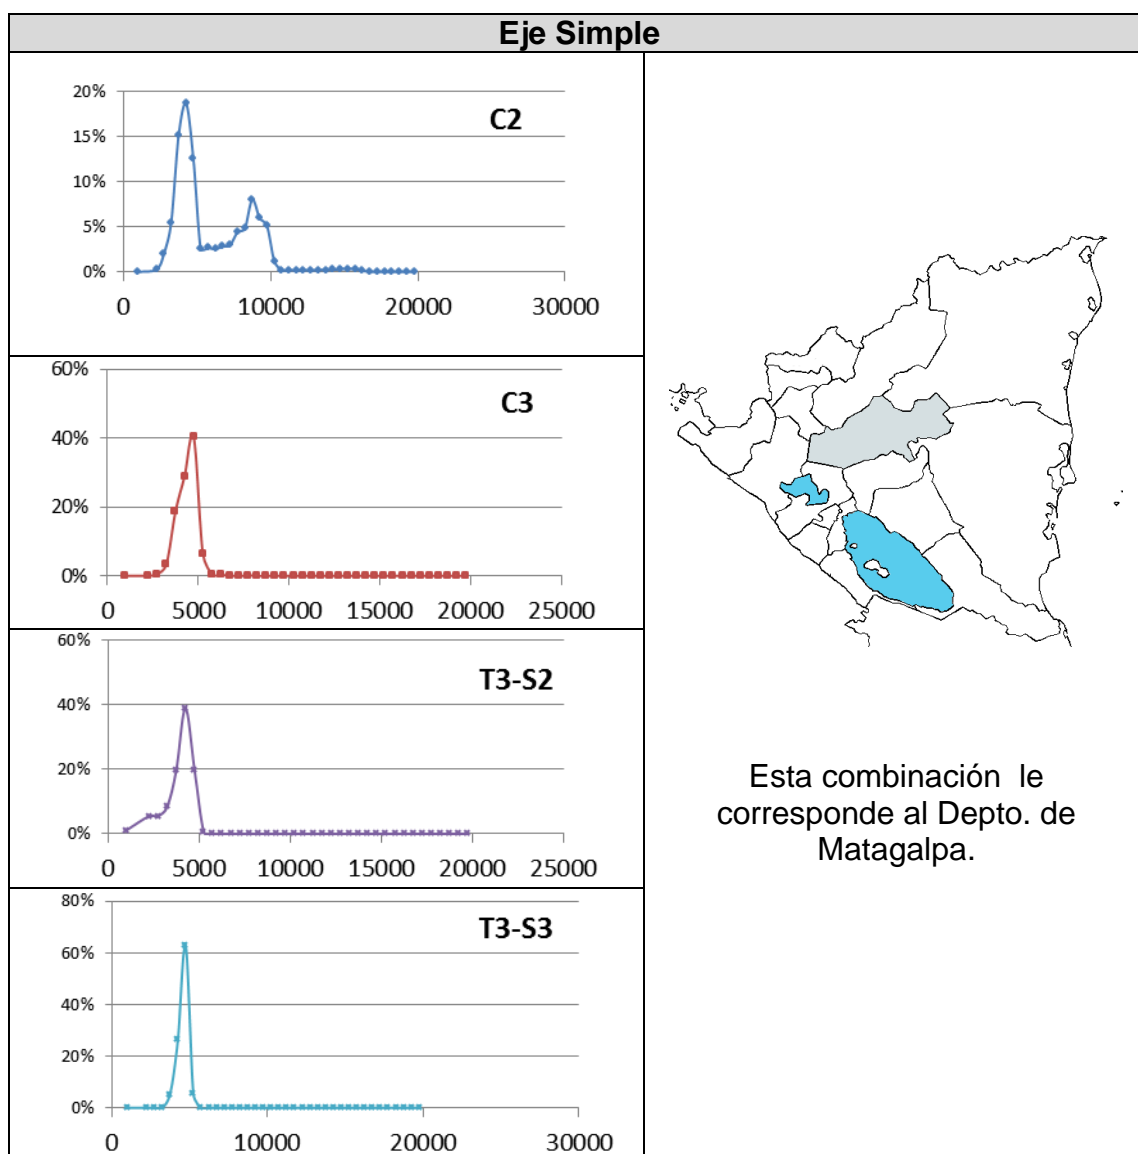 Eje Simple
C2
20%
15%
10%
5%
0%
0 10000 20000 30000
C3
60%
40%
20%
0%
0 5000 10000 15000 20000 25000
T3-S2
60%
40%
20%
0%
0 5000 10000 15000 20000 25000
T3-S3
80%
60%
40%
20%
0%
0 10000 20000 30000
Esta combinación le
corresponde al Depto. de
Matagalpa.